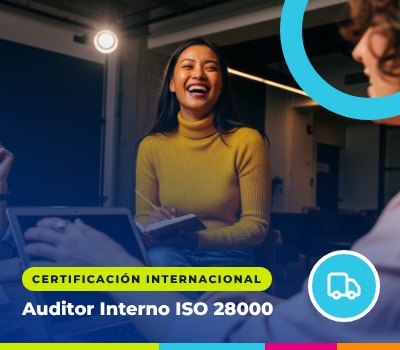 CERTIFICACIÓN INTERNACIONAL
Auditor Interno ISO 28000